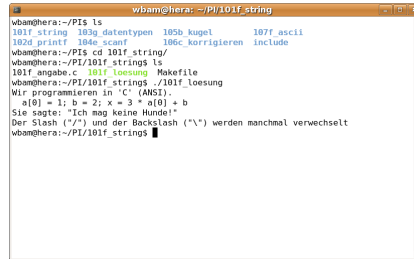 wbam@hera: ~/PI/101f_string
wbam@hera:~/PI$ ls
101f_string 103g_datentypen 105b_kugel 107f_ascii
102d_printf 104e_scanf 106c_korrigieren include
wbam@hera:~/PI$ cd 101f_string/
wbam@hera:~/PI/101f_string$ ls
101f_angabe.c 101f_loesung Makefile
wbam@hera:~/PI/101f_string$ ./101f_loesung
Wir programmieren in 'C' (ANSI).
a[0] = 1; b = 2; x = 3 * a[0] + b
Sie sagte: "Ich mag keine Hunde!"
Der Slash ("/") und der Backslash ("\") werden manchmal verwechselt
wbam@hera:~/PI/101f_string$